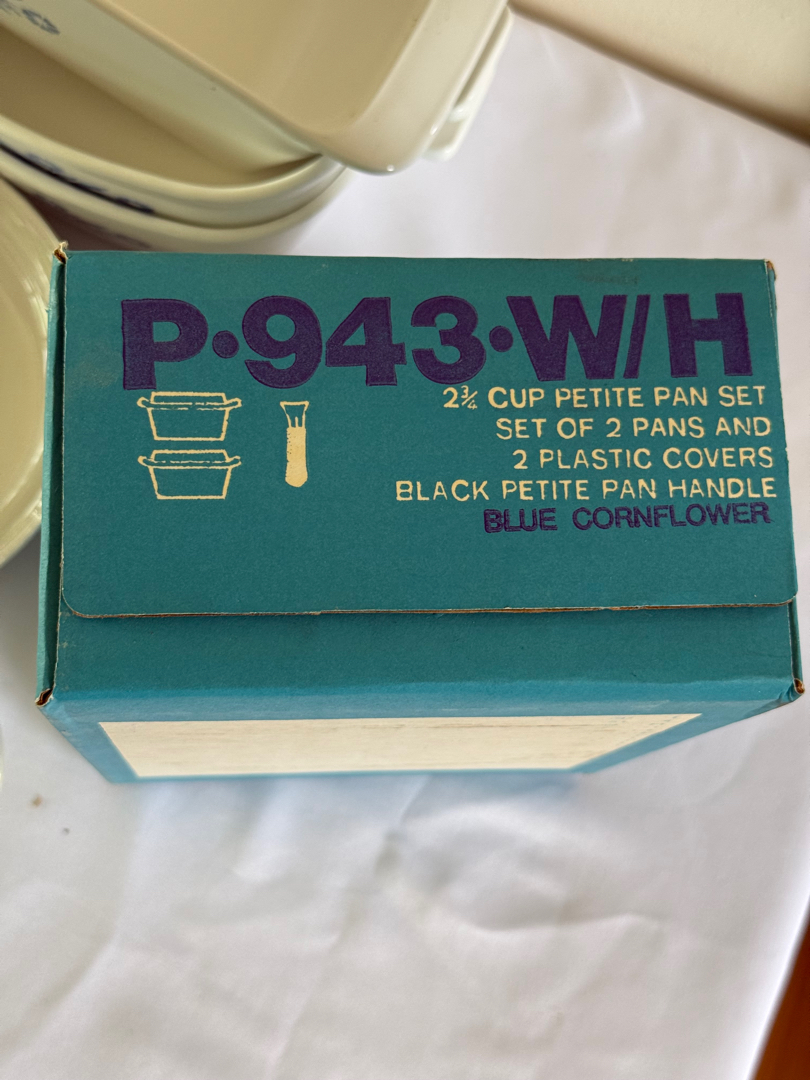 P•943•W/H
2¾ CUP PETITE PAN SET
SET OF 2 PANS AND
2 PLASTIC COVERS
BLACK PETITE PAN HANDLE
BLUE CORNFLOWER